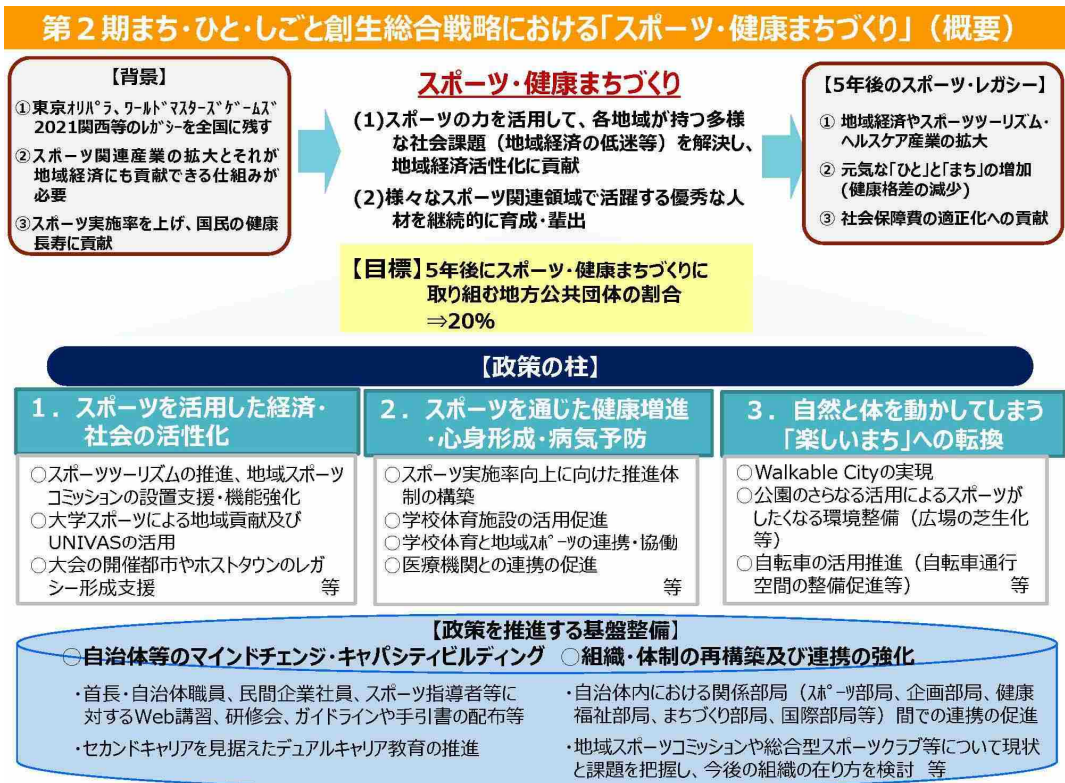 第2期まち・ひと・しごと創生総合戦略における「スポーツ・健康まちづくり」（概要）
【背景】
①東京ｵﾘﾊﾟﾗ、ﾜｰﾙﾄﾞﾏｽﾀｰｽﾞｹﾞｰﾑｽﾞ
2021関西等のﾚｶﾞｼｰを全国に残す
②スポーツ関連産業の拡大とそれが
地域経済にも貢献できる仕組みが
必要
③スポーツ実施率を上げ、国民の健康
長寿に貢献
スポーツ・健康まちづくり
(1)スポーツの力を活用して、各地域が持つ多様
な社会課題（地域経済の低迷等）を解決し、
地域経済活性化に貢献
(2)様々なスポーツ関連領域で活躍する優秀な人
材を継続的に育成・輩出
【5年後のスポーツ・レガシー】
① 地域経済やスポーツツーリズム・
ヘルスケア産業の拡大
② 元気な「ひと」と「まち」の増加
(健康格差の減少)
③ 社会保障費の適正化への貢献
【目標】5年後にスポーツ・健康まちづくりに
取り組む地方公共団体の割合
⇒20%
【政策の柱】
1．スポーツを活用した経済・
社会の活性化
○スポーツツーリズムの推進、地域スポーツ
コミッションの設置支援・機能強化
○大学スポーツによる地域貢献及び
UNIVASの活用
○大会の開催都市やホストタウンのレガ
シー形成支援 等
2．スポーツを通じた健康増進
・心身形成・病気予防
○スポーツ実施率向上に向けた推進体
制の構築
○学校体育施設の活用促進
○学校体育と地域ｽﾎﾟｰﾂの連携・協働
○医療機関との連携の促進
等
3．自然と体を動かしてしまう
「楽しいまち」への転換
○Walkable Cityの実現
○公園のさらなる活用によるスポーツが
したくなる環境整備（広場の芝生化
等）
○自転車の活用推進（自転車通行
空間の整備促進等） 等
【政策を推進する基盤整備】
○自治体等のマインドチェンジ・キャパシティビルディング
・首長・自治体職員、民間企業社員、スポーツ指導者等に
対するWeb講習、研修会、ガイドラインや手引書の配布等
・セカンドキャリアを見据えたデュアルキャリア教育の推進
○組織・体制の再構築及び連携の強化
・自治体内における関係部局（ｽﾎﾟｰﾂ部局、企画部局、健康
福祉部局、まちづくり部局、国際部局等）間での連携の促進
・地域スポーツコミッションや総合型スポーツクラブ等について現状
と課題を把握し、今後の組織の在り方を検討 等